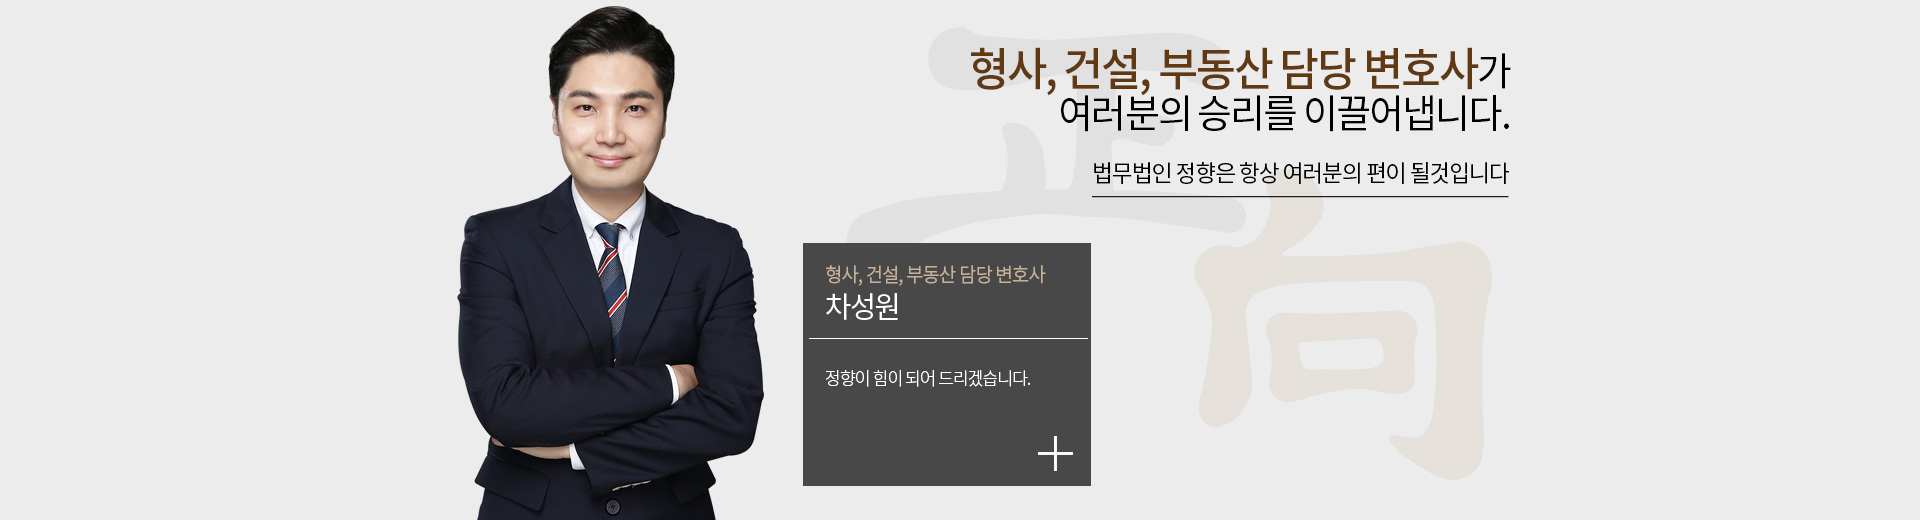 형사, 건설, 부동산 담당 변호사가
여러분의 승리를 이끌어냅니다.
법무법인 정향은 항상 여러분의 편이 될것입니다
正向
형사, 건설, 부동산 담당 변호사
차성원
정향이 힘이 되어 드리겠습니다.